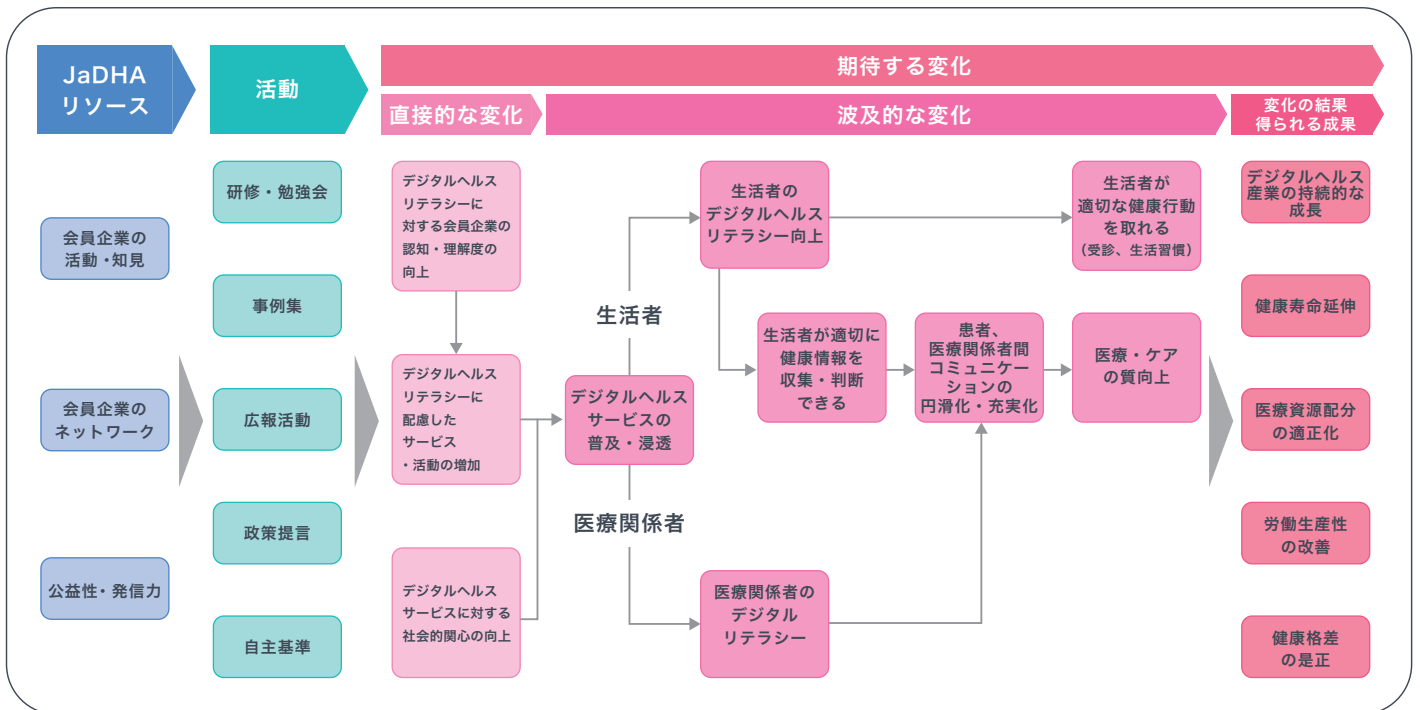 JaDHA
リソース
活動
期待する変化
直接的な変化
波及的な変化
変化の結果
得られる成果
会員企業の
活動・知見
会員企業の
ネットワーク
公益性・発信力
研修・勉強会
事例集
広報活動
政策提言
自主基準
デジタルヘルス
リテラシーに
対する会員企業の
認知・理解度の
向上
デジタルヘルス
リテラシーに
配慮した
サービス
・活動の増加
デジタルヘルス
サービスに対する
社会的関心の向上
生活者
デジタルヘルス
サービスの
普及・浸透
医療関係者
生活者の
デジタルヘルス
リテラシー向上
生活者が適切に
健康情報を
収集・判断
できる
患者、
医療関係者間
コミュニケー
ションの
円滑化・充実化
医療関係者の
デジタル
リテラシー
生活者が
適切な健康行動
を取れる
(受診、生活習慣)
医療・ケア
の質向上
デジタルヘルス
産業の持続的な
成長
健康寿命延伸
医療資源配分
の適正化
労働生産性
の改善
健康格差
の是正